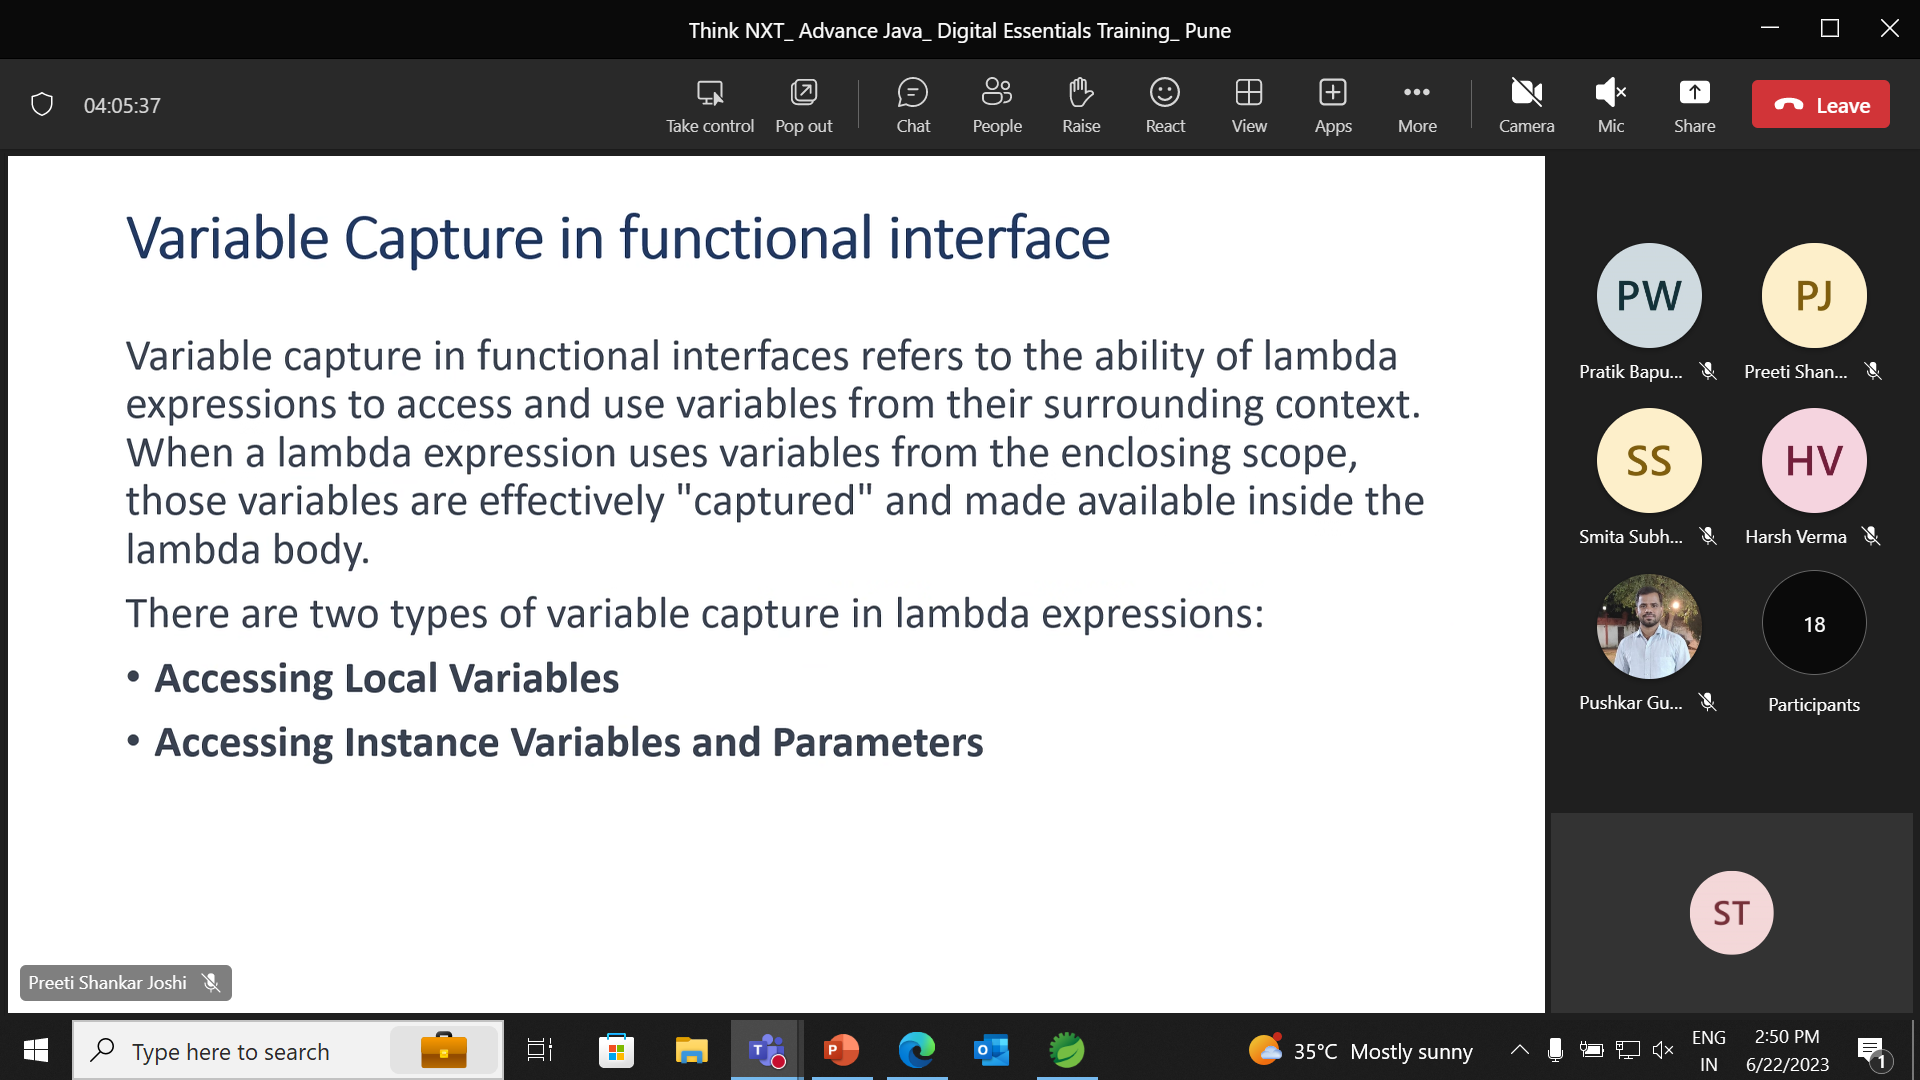 Think NXT_ Advance Java_ Digital Essentials Training_ Pune
04:05:37
Take control
Pop out
Chat
People
Raise
React
View
Apps
More
Camera
Mic
Share
Leave
Variable Capture in functional interface
Variable capture in functional interfaces refers to the ability of lambda
expressions to access and use variables from their surrounding context.
When a lambda expression uses variables from the enclosing scope,
those variables are effectively "captured" and made available inside the
lambda body.
There are two types of variable capture in lambda expressions:
• Accessing Local Variables
• Accessing Instance Variables and Parameters
Preeti Shankar Joshi
PW
PJ
Pratik Bapu...
Preeti Shan...
SS
HV
Smita Subh...
Harsh Verma
18
Pushkar Gu...
Participants
ST
Type here to search
T
P
O
35°C Mostly sunny
ENG
IN
2:50 PM
6/22/2023
1